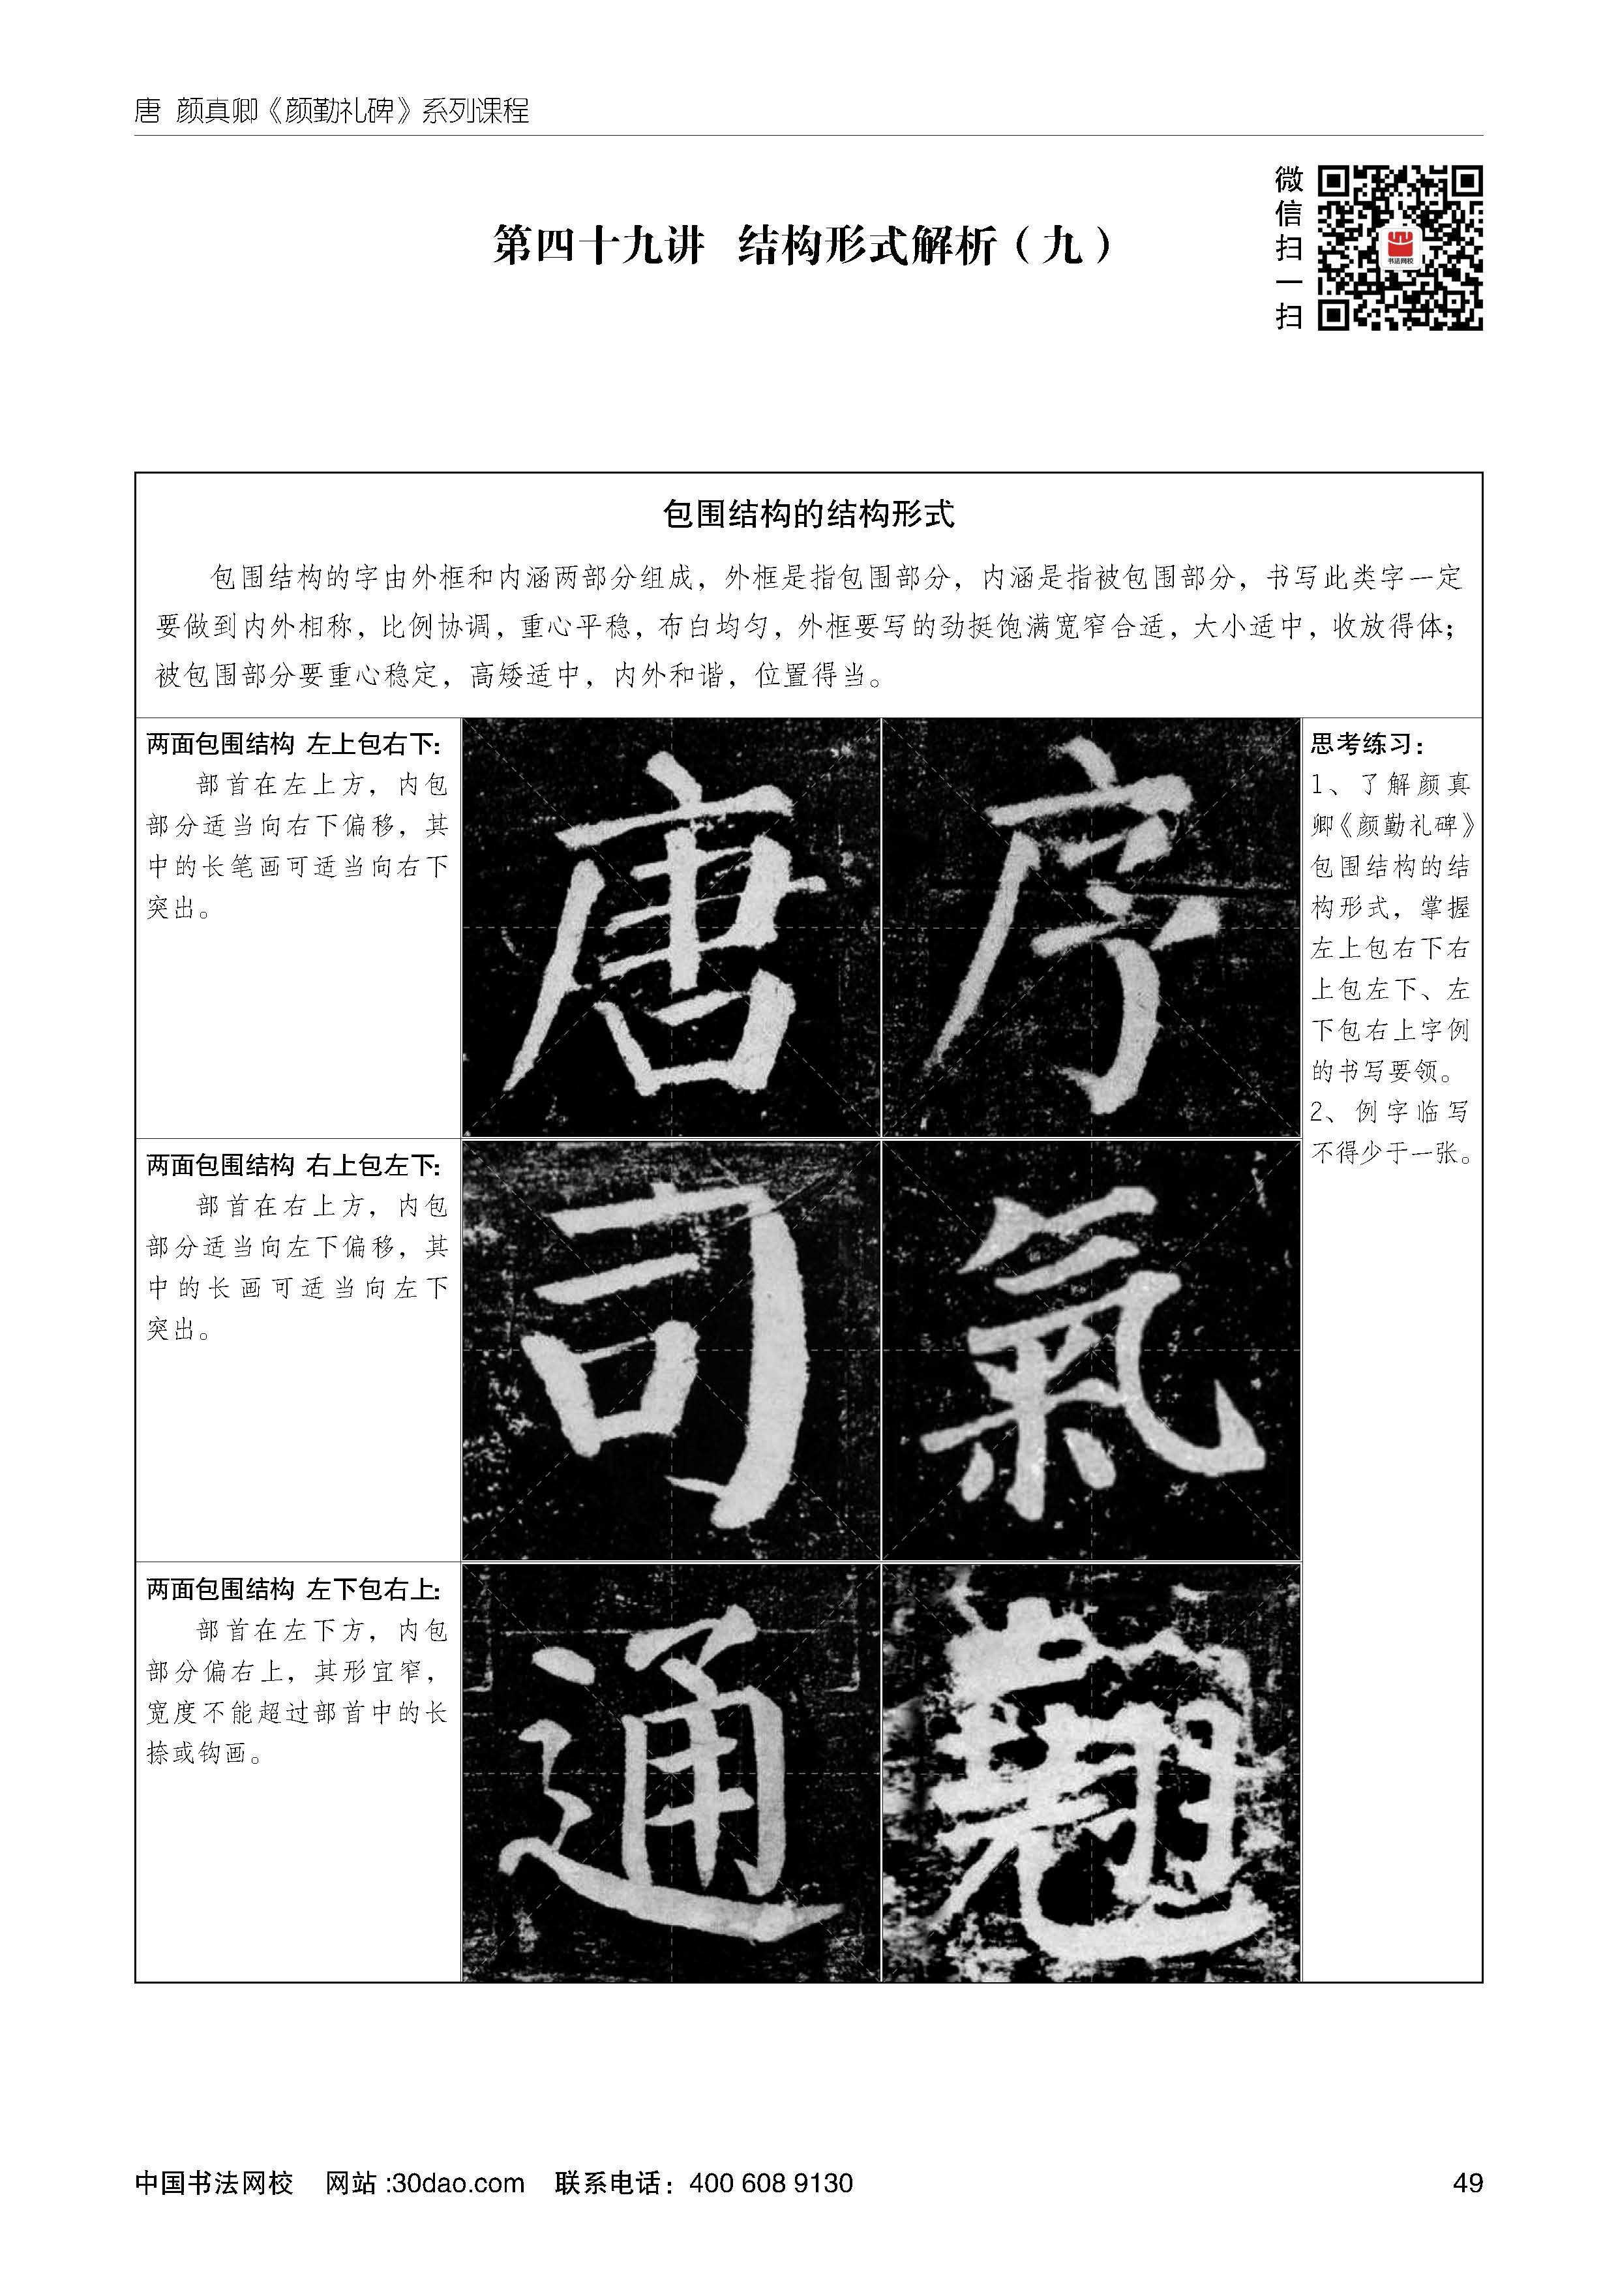 唐 颜真卿《颜勤礼碑》系列课程
微信扫一扫
书法网校
第四十九讲 结构形式解析（九）
包围结构的结构形式
包围结构的字由外框和内涵两部分组成，外框是指包围部分，内涵是指被包围部分，书写此类字一定
要做到内外相称，比例协调，重心平稳，布白均匀，外框要写的劲挺饱满宽窄合适，大小适中，收放得体；
被包围部分要重心稳定，高矮适中，内外和谐，位置得当。
两面包围结构 左上包右下：
部首在左上方，内包
部分适当向右下偏移，其
中的长笔画可适当向右下
突出。
唐 序
两面包围结构 右上包左下：
部首在右上方，内包
部分适当向左下偏移，其
中的长画可适当向左下
突出。
司 氣
两面包围结构 左下包右上：
部首在左下方，内包
部分偏右上，其形宜窄，
宽度不能超过部首中的长
捺或钩画。
通 翹
思考练习：
1、了解颜真
卿《颜勤礼碑》
包围结构的结
构形式，掌握
左上包右下右
上包左下、左
下包右上字例
的书写要领。
2、例字临写
不得少于一张。
中国书法网校 网站 :30dao.com 联系电话：400 608 9130
49